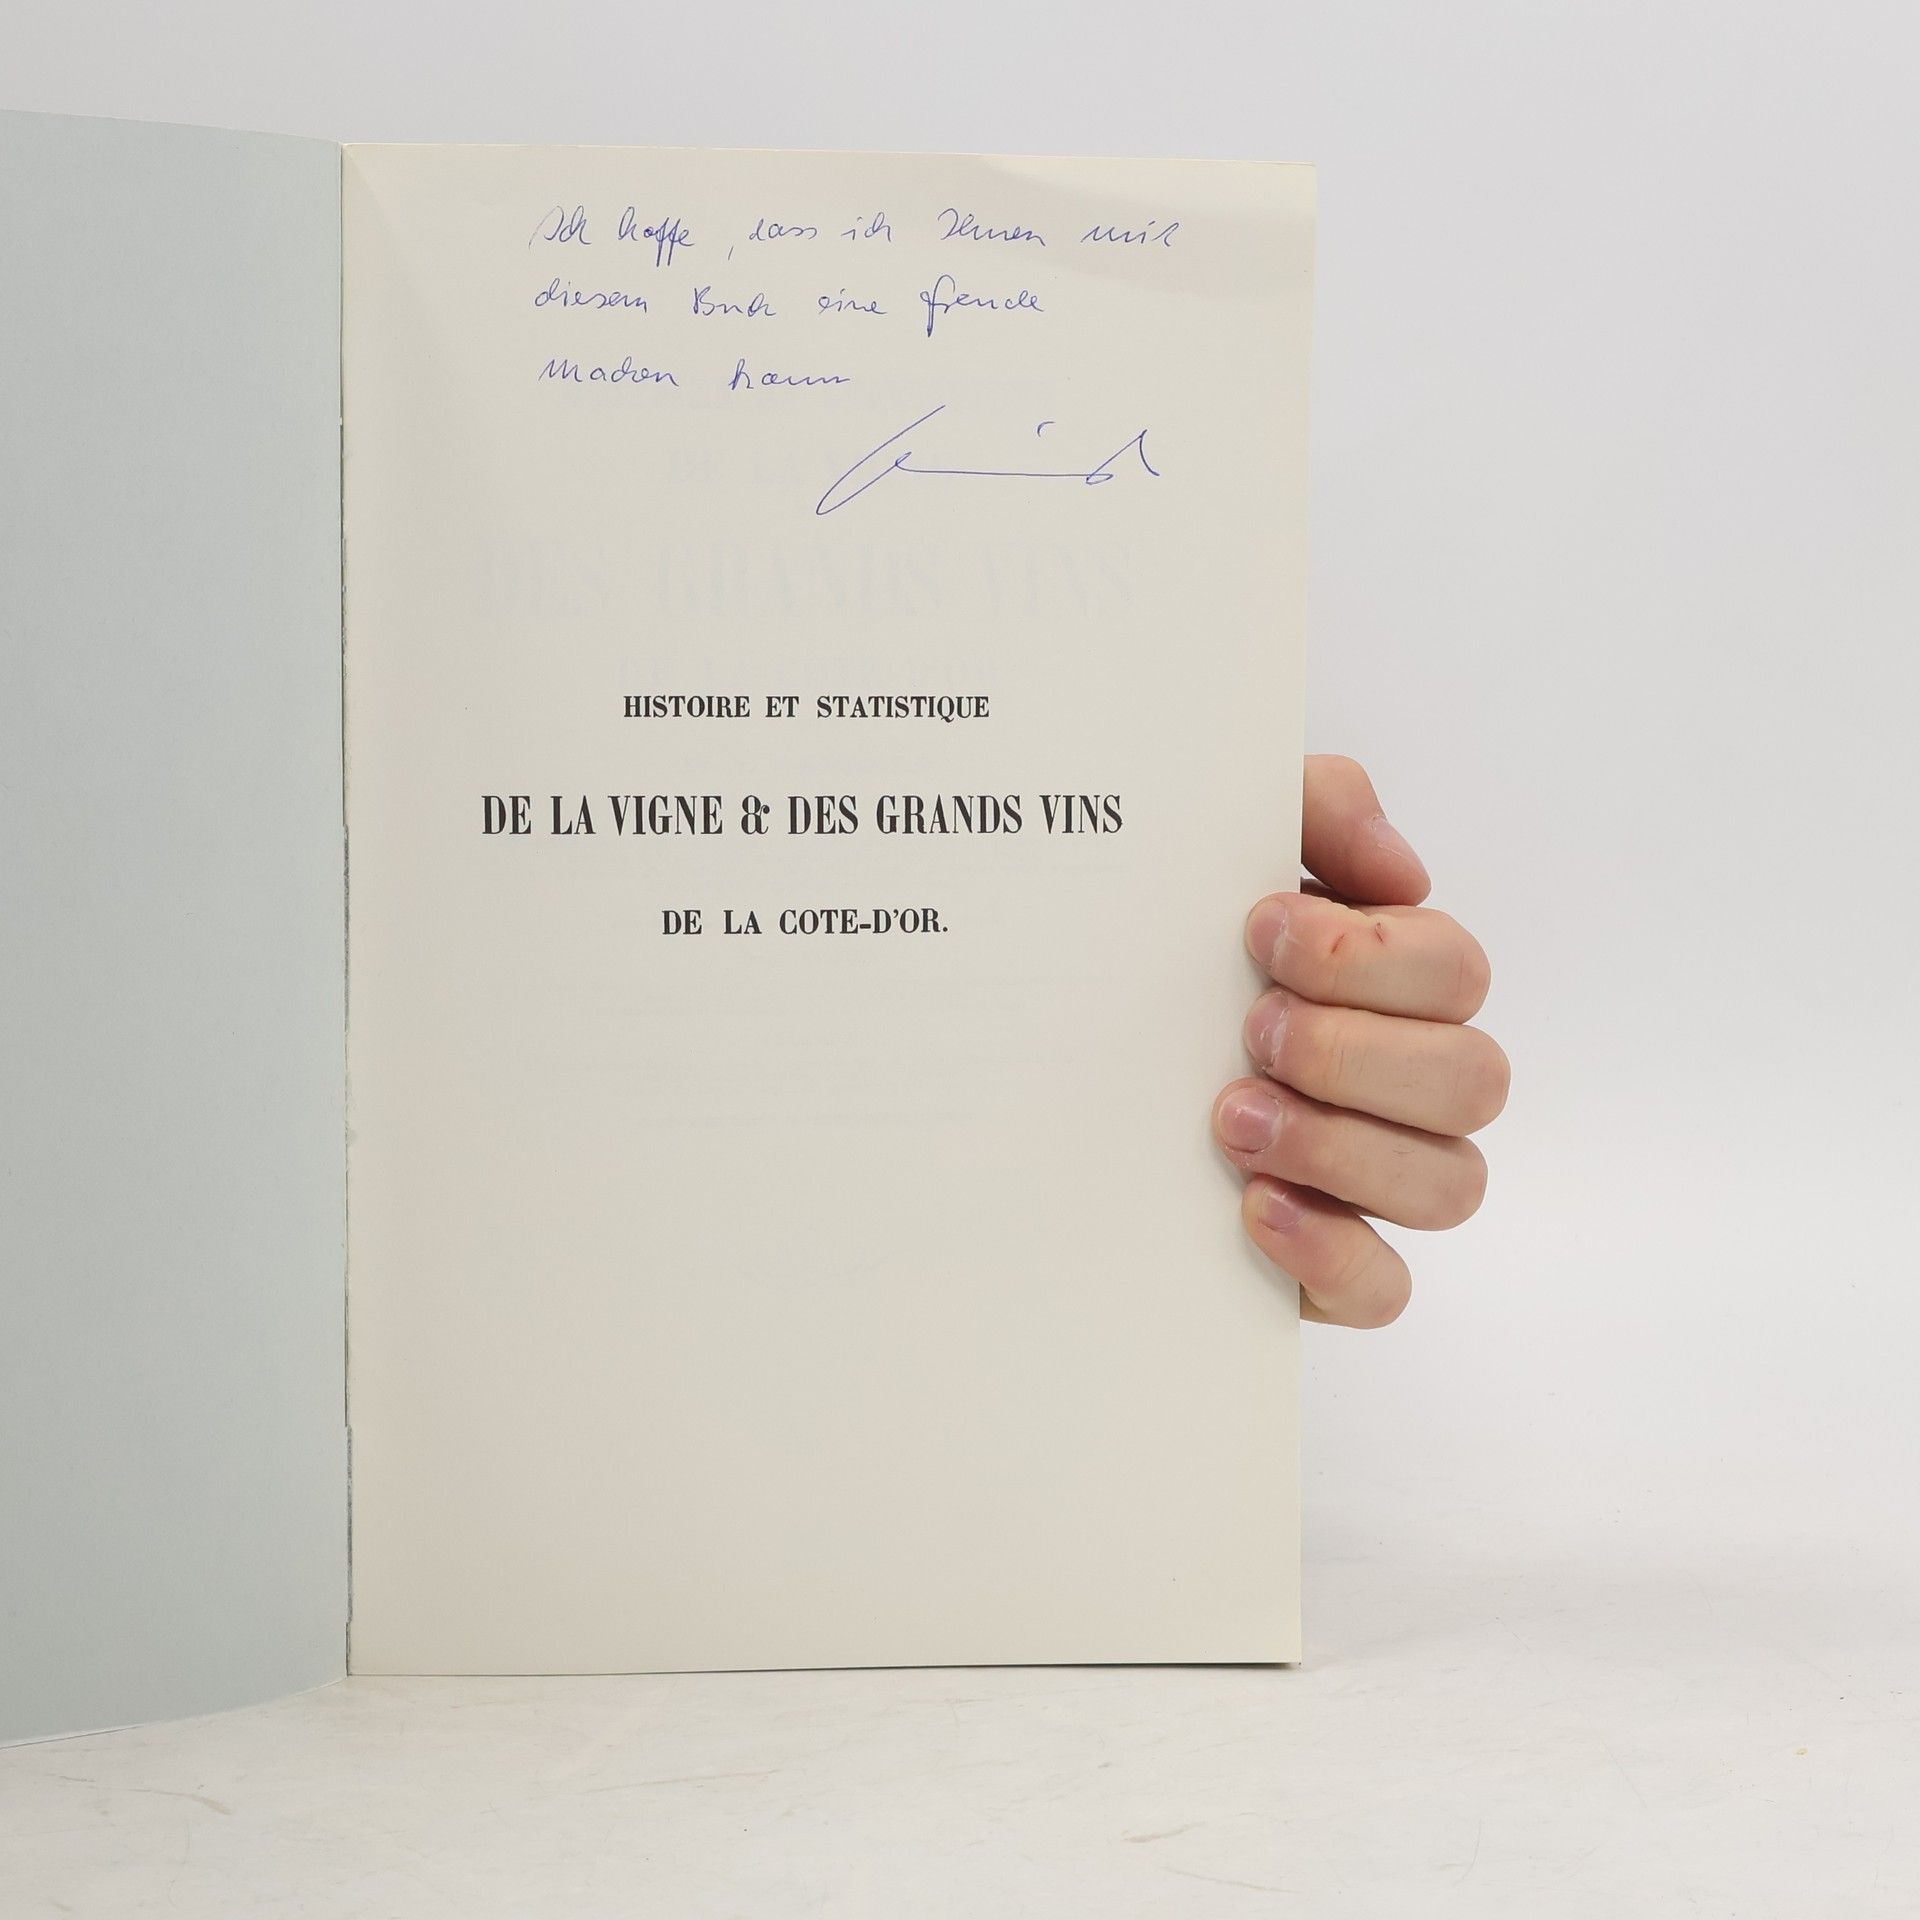 Ich hoffe, dass ich Ihnen mit
diesem Buch eine Freude
machen kann
HISTOIRE ET STATISTIQUE
DE LA VIGNE & DES GRANDS VINS
DE LA COTE-D'OR.